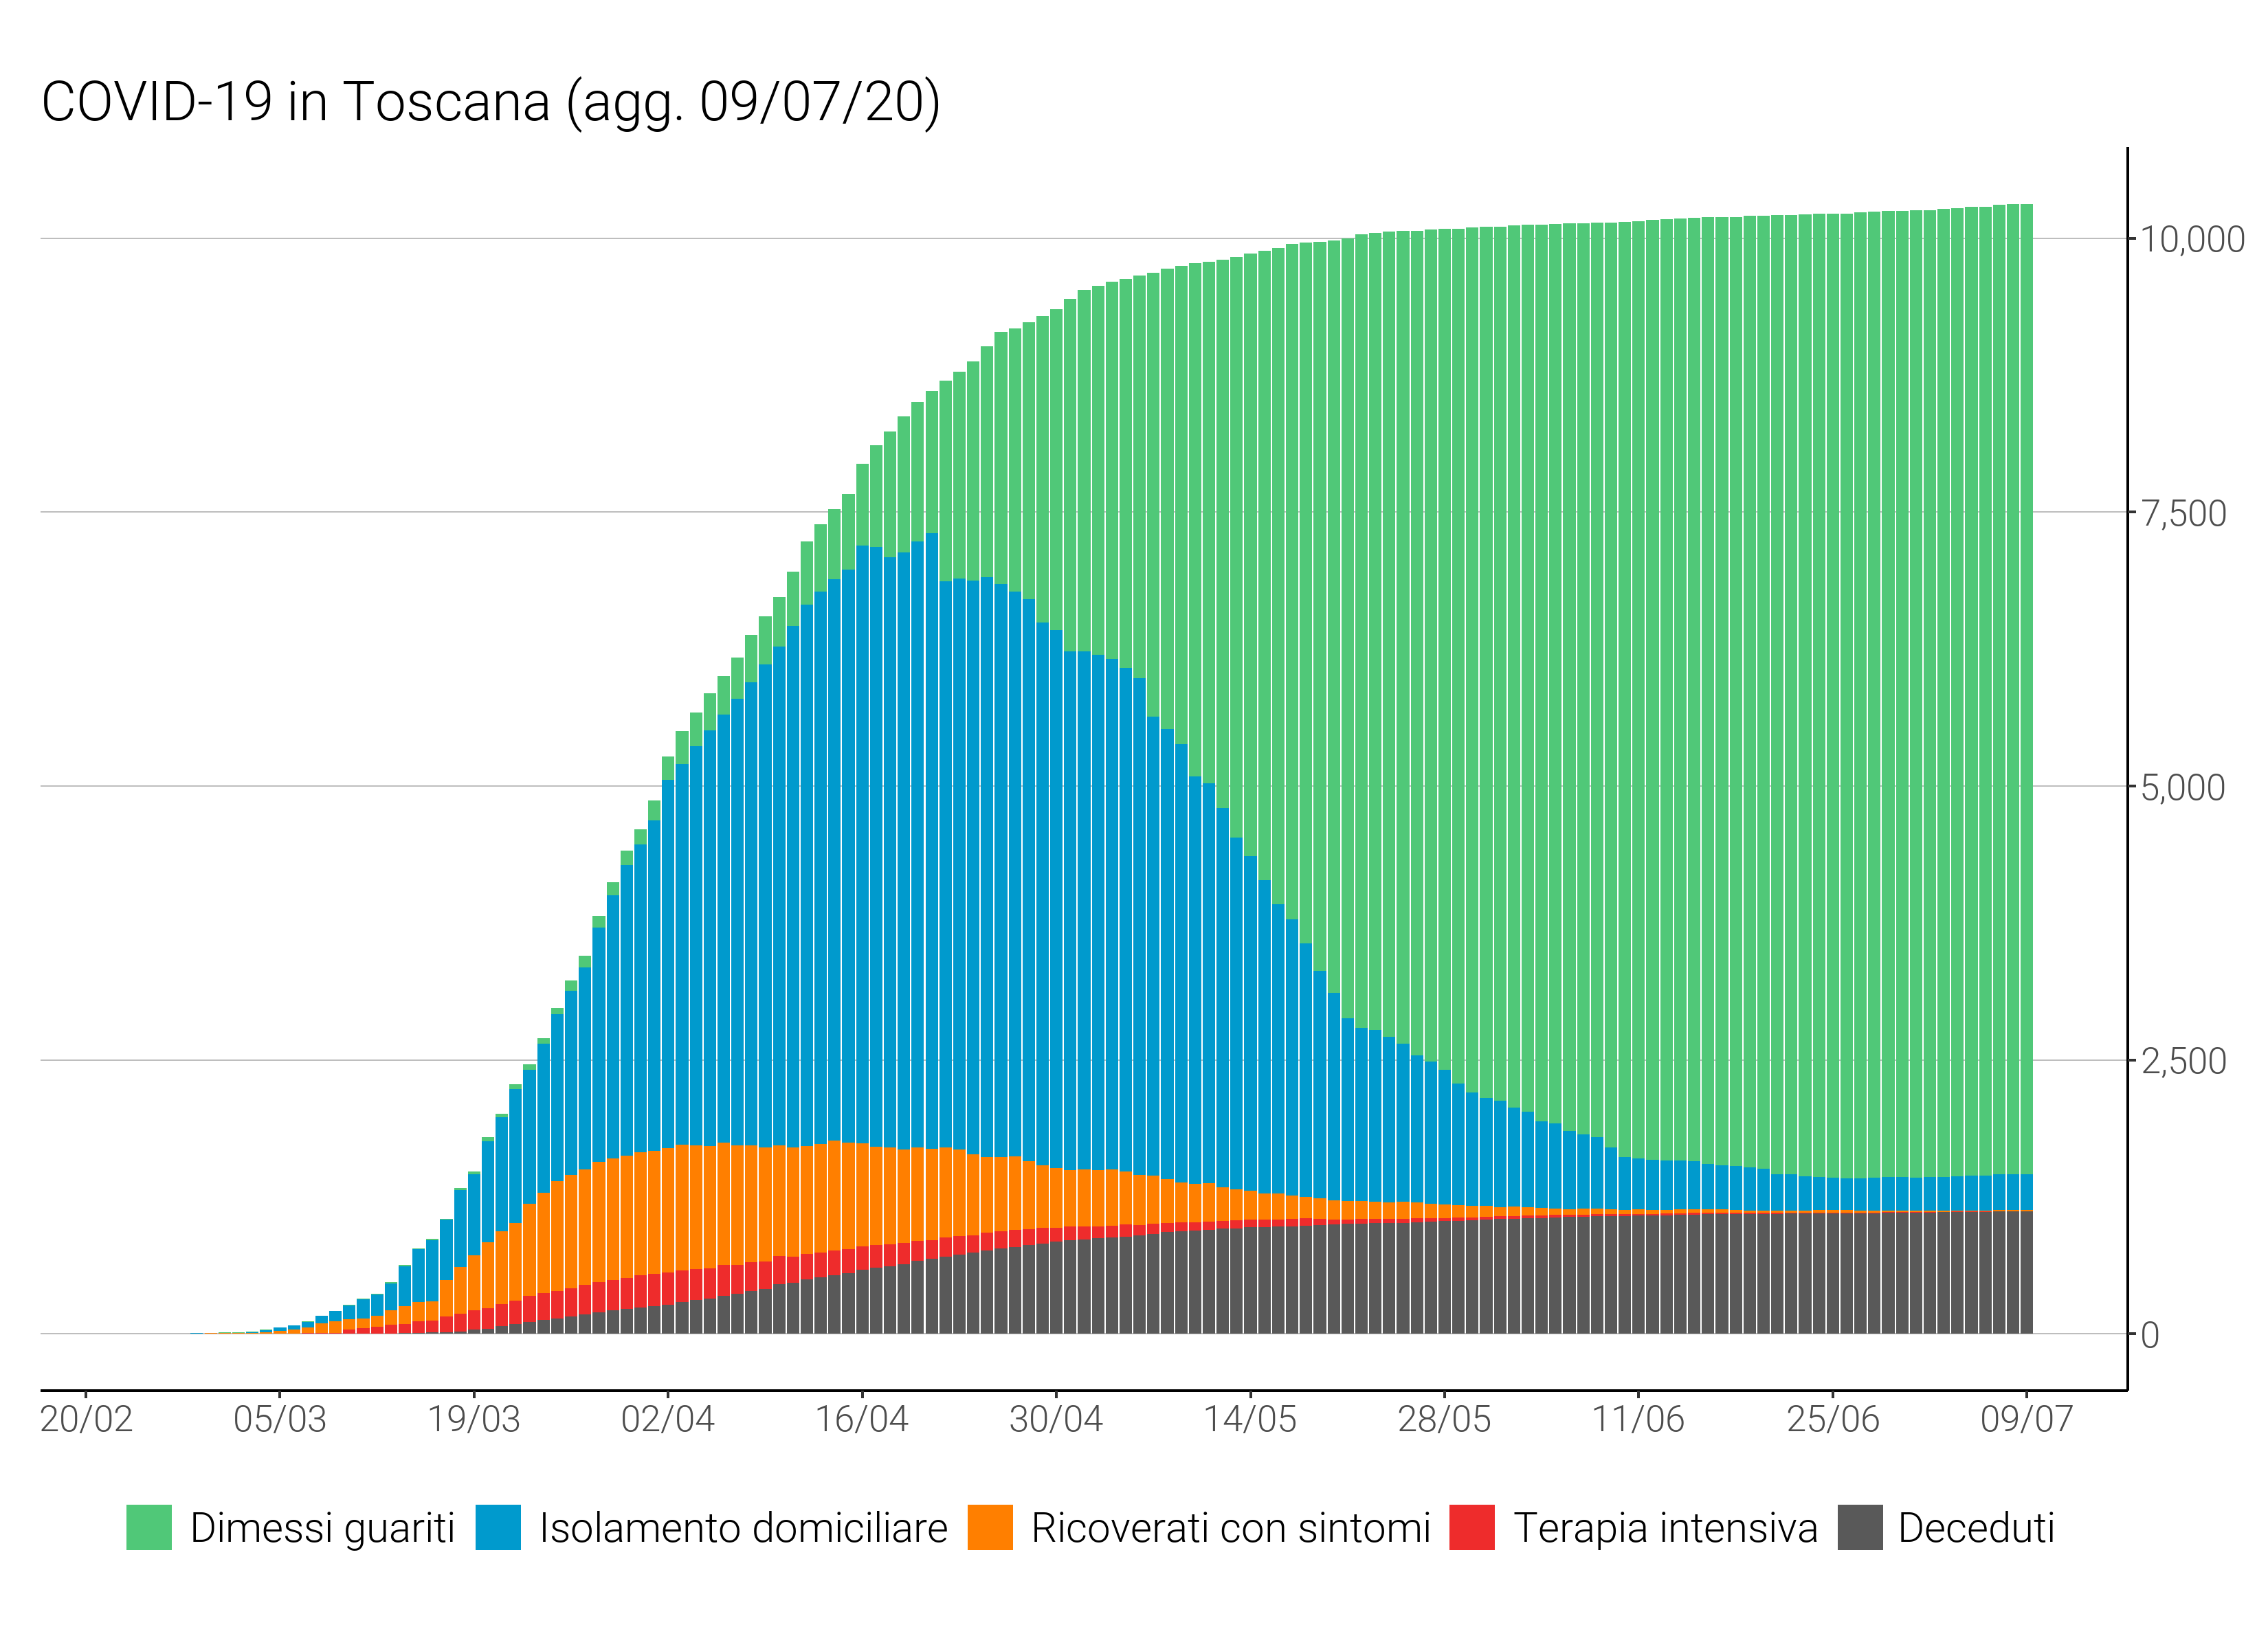 COVID-19 in Toscana (agg. 09/07/20)
10,000
7,500
5,000
2,500
0
20/02 05/03 19/03 02/04 16/04 30/04 14/05 28/05 11/06 25/06 09/07
Dimessi guariti Isolamento domiciliare Ricoverati con sintomi Terapia intensiva Deceduti